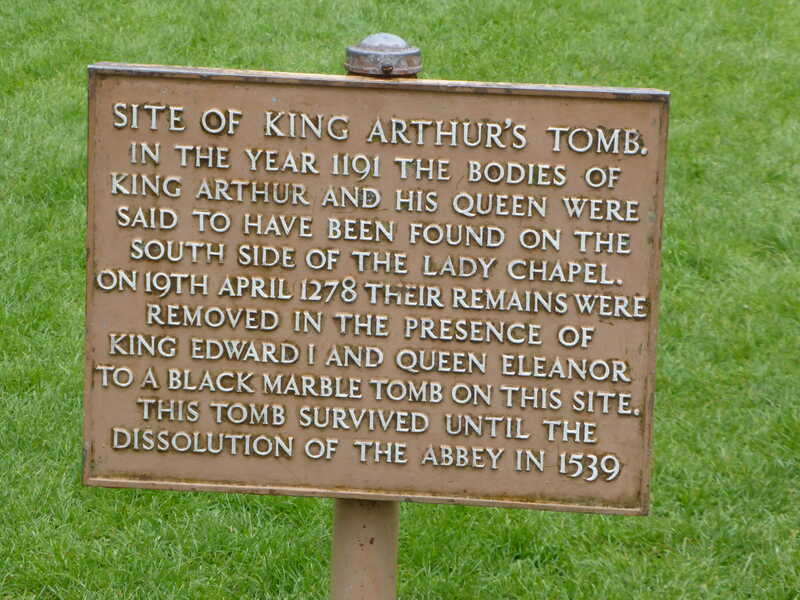 SITE OF KING ARTHUR'S TOMB.
IN THE YEAR 1191 THE BODIES OF
KING ARTHUR AND HIS QUEEN WERE
SAID TO HAVE BEEN FOUND ON THE
SOUTH SIDE OF THE LADY CHAPEL.
ON 19TH APRIL 1278 THEIR REMAINS WERE
REMOVED IN THE PRESENCE OF
KING EDWARD I AND QUEEN ELEANOR
TO A BLACK MARBLE TOMB ON THIS SITE.
THIS TOMB SURVIVED UNTIL THE
DISSOLUTION OF THE ABBEY IN 1539